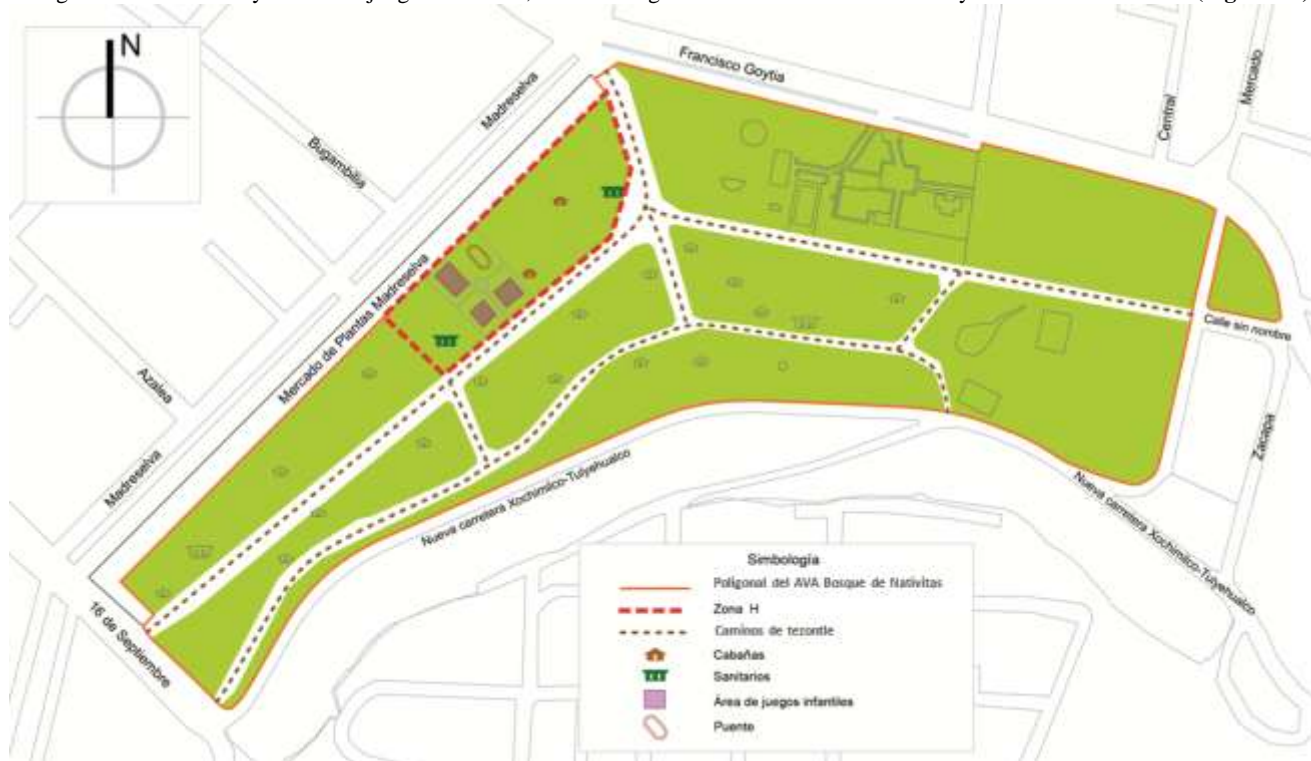 N
Francisco Goytia
Central
Mercado
Madreselva
Bugambilia
Mercado de Plantas Madreselva
Azalea
Madreselva
16 de Septiembre
Calle sin nombre
Zacapa
Nueva carretera Xochimilco-Tulyehualco
Nueva carretera Xochimilco-Tulyehualco
Simbología
Poligonal del AVA Bosque de Nativitas
Zona H
Caminos de tezontle
Cabañas
Sanitarios
Área de juegos infantiles
Puente